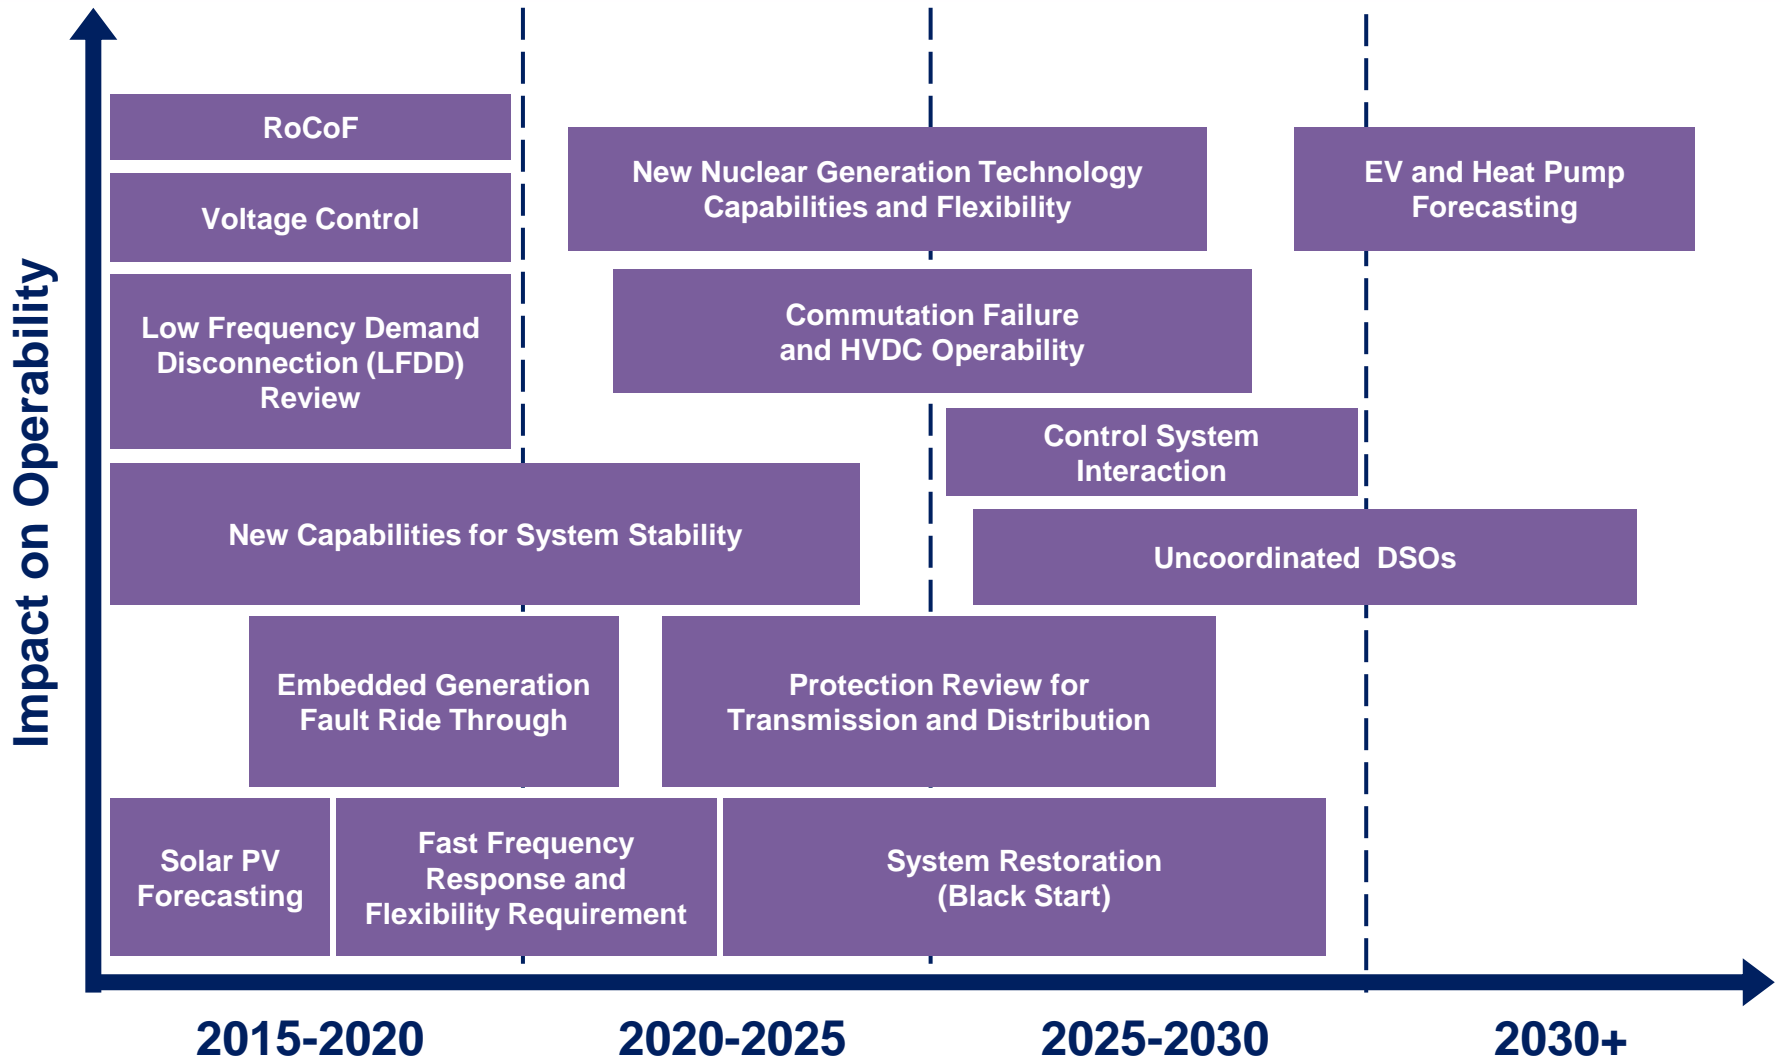 Impact on Operability
RoCoF
Voltage Control
Low Frequency Demand
Disconnection (LFDD)
Review
New Capabilities for System Stability
Embedded Generation
Fault Ride Through
Solar PV
Forecasting
Fast Frequency
Response and
Flexibility Requirement
New Nuclear Generation Technology
Capabilities and Flexibility
Commutation Failure
and HVDC Operability
Control System
Interaction
Uncoordinated  DSOs
Protection Review for
Transmission and Distribution
System Restoration
(Black Start)
EV and Heat Pump
Forecasting
2015-2020
2020-2025
2025-2030
2030+